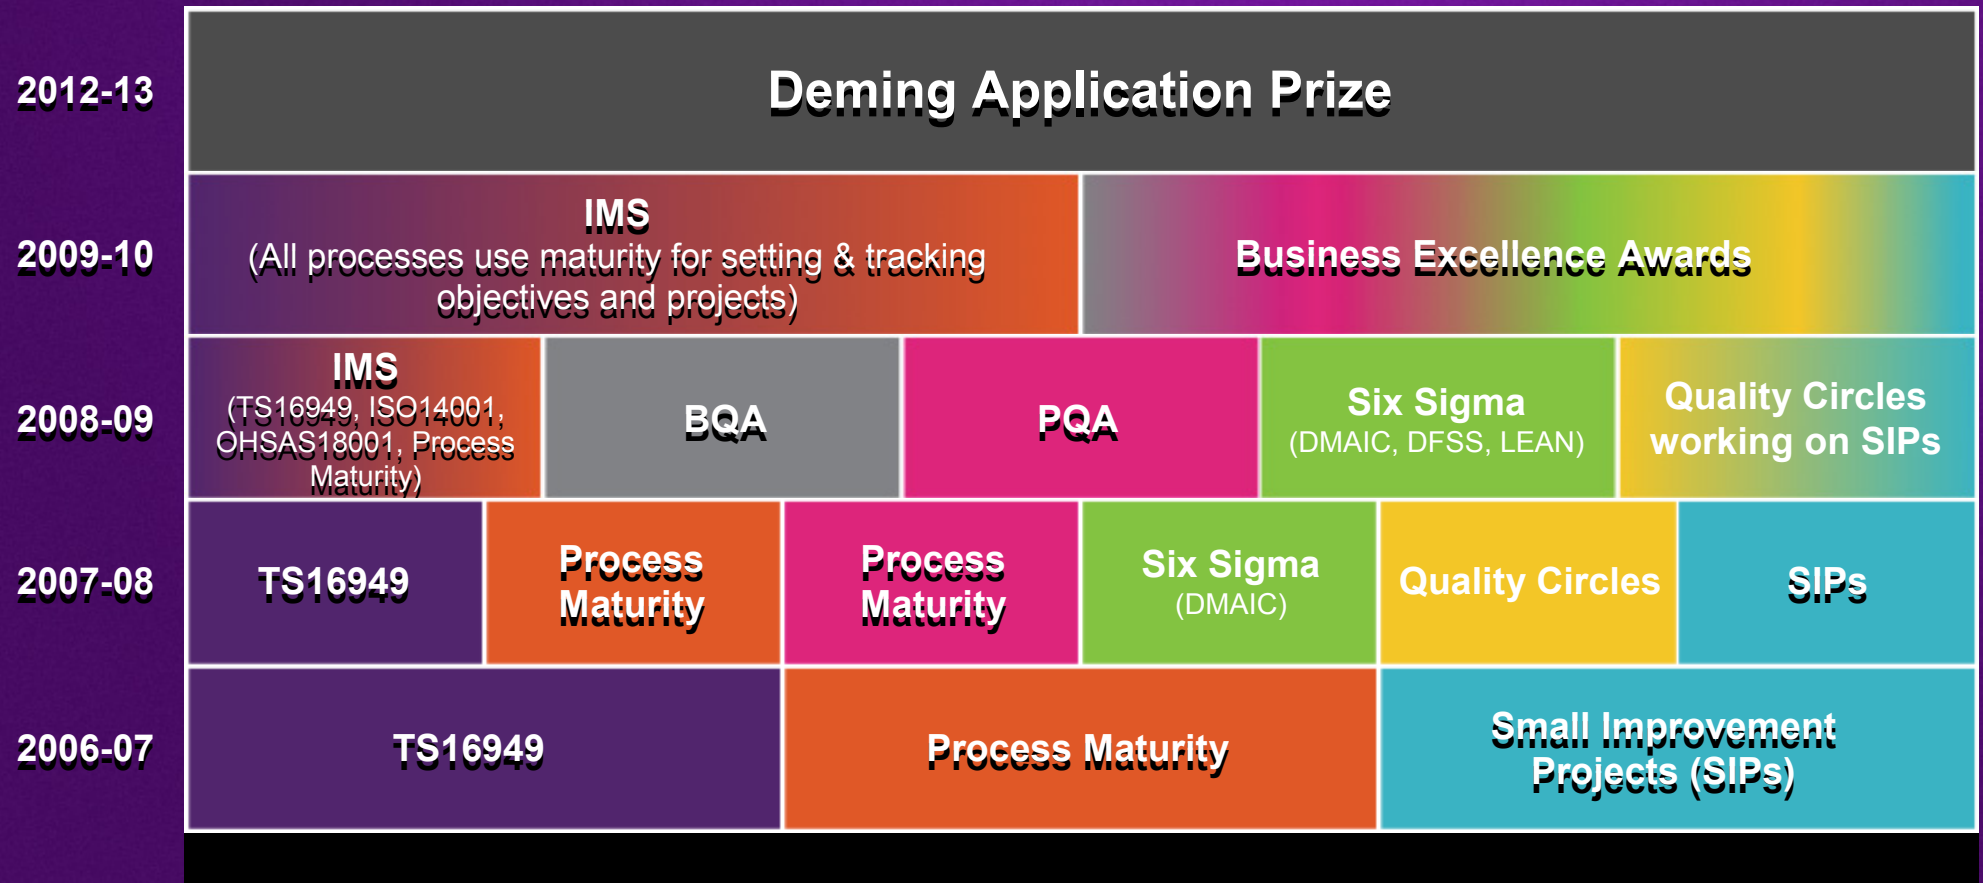 2012-13
Deming Application Prize
2009-10
IMS
(All processes use maturity for setting & tracking
objectives and projects)
Business Excellence Awards
2008-09
IMS
(TS16949, ISO14001,
OHSAS18001, Process
Maturity)
BQA
PQA
Six Sigma
(DMAIC, DFSS, LEAN)
Quality Circles
working on SIPs
2007-08
TS16949
Process
Maturity
Process
Maturity
Six Sigma
(DMAIC)
Quality Circles
SIPs
2006-07
TS16949
Process Maturity
Small Improvement
Projects (SIPs)